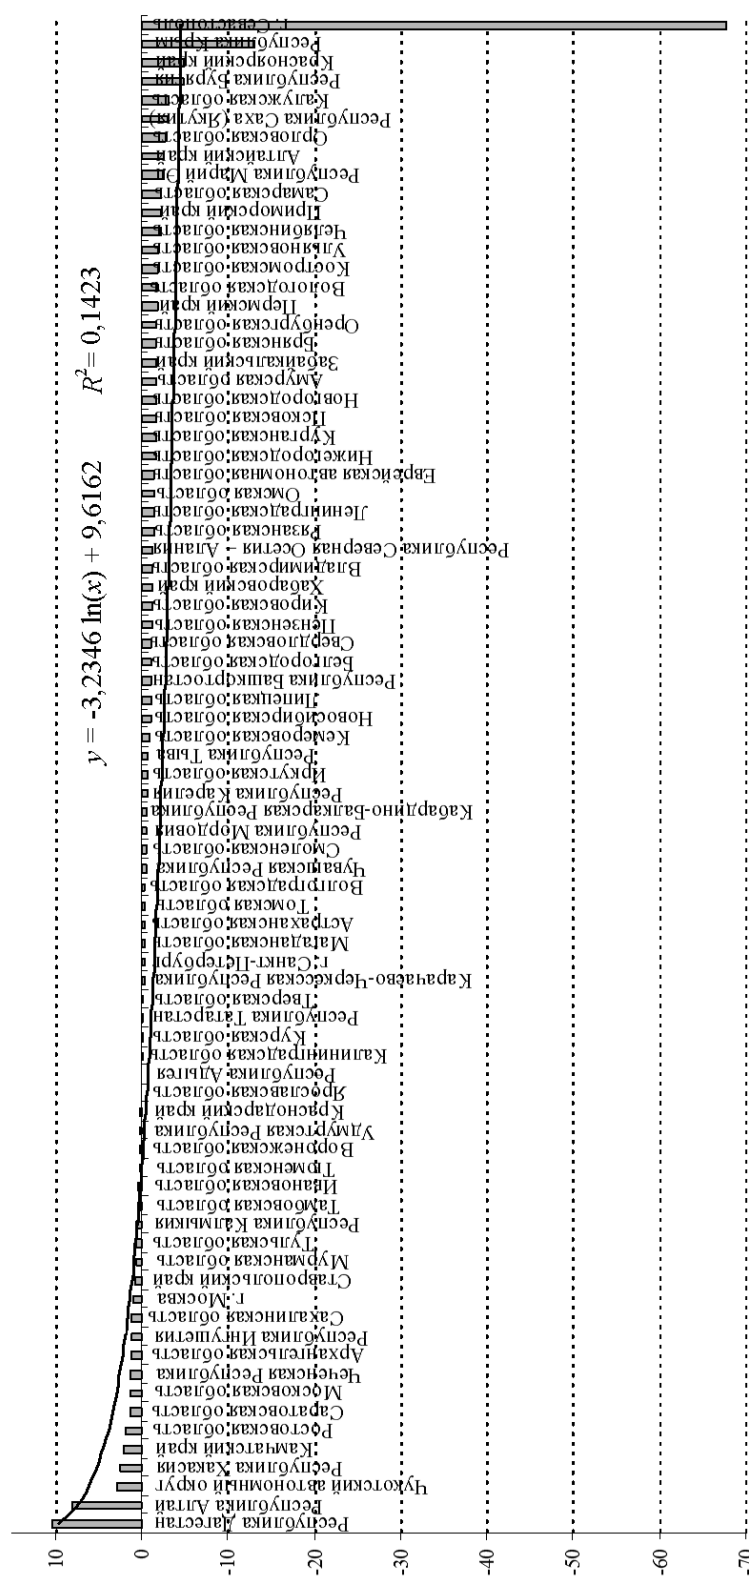 y = -3,2346 ln(x) + 9,6162 R² = 0,1423
10
0
-10
-20
-30
-40
-50
-60
-70
Республика Дагестан
Республика Алтай
Чукотский автономный округ
Республика Хакасия
Камчатский край
Ростовская область
Саратовская область
Московская область
Чеченская Республика
Архангельская область
Республика Ингушетия
Сахалинская область
г. Москва
Ставропольский край
Мурманская область
Тульская область
Республика Калмыкия
Тамбовская область
Ивановская область
Тюменская область
Воронежская область
Удмуртская Республика
Краснодарский край
Ярославская область
Республика Адыгея
Калининградская область
Курская область
Республика Татарстан
Тверская область
Карачаево-Черкесская Республика
г. Санкт-Петербург
Магаданская область
Астраханская область
Томская область
Волгоградская область
Чувашская Республика
Смоленская область
Республика Мордовия
Кабардино-Балкарская Республика
Республика Карелия
Иркутская область
Республика Тыва
Кемеровская область
Новосибирская область
Липецкая область
Республика Башкортостан
Белгородская область
Свердловская область
Пензенская область
Кировская область
Хабаровский край
Владимирская область
Республика Северная Осетия – Алания
Рязанская область
Ленинградская область
Омская область
Еврейская автономная область
Нижегородская область
Курганская область
Псковская область
Новгородская область
Амурская область
Забайкальский край
Брянская область
Оренбургская область
Пермский край
Вологодская область
Костромская область
Ульяновская область
Челябинская область
Приморский край
Самарская область
Республика Марий Эл
Алтайский край
Орловская область
Республика Саха (Якутия)
Калужская область
Республика Бурятия
Красноярский край
Республика Крым
г. Севастополь